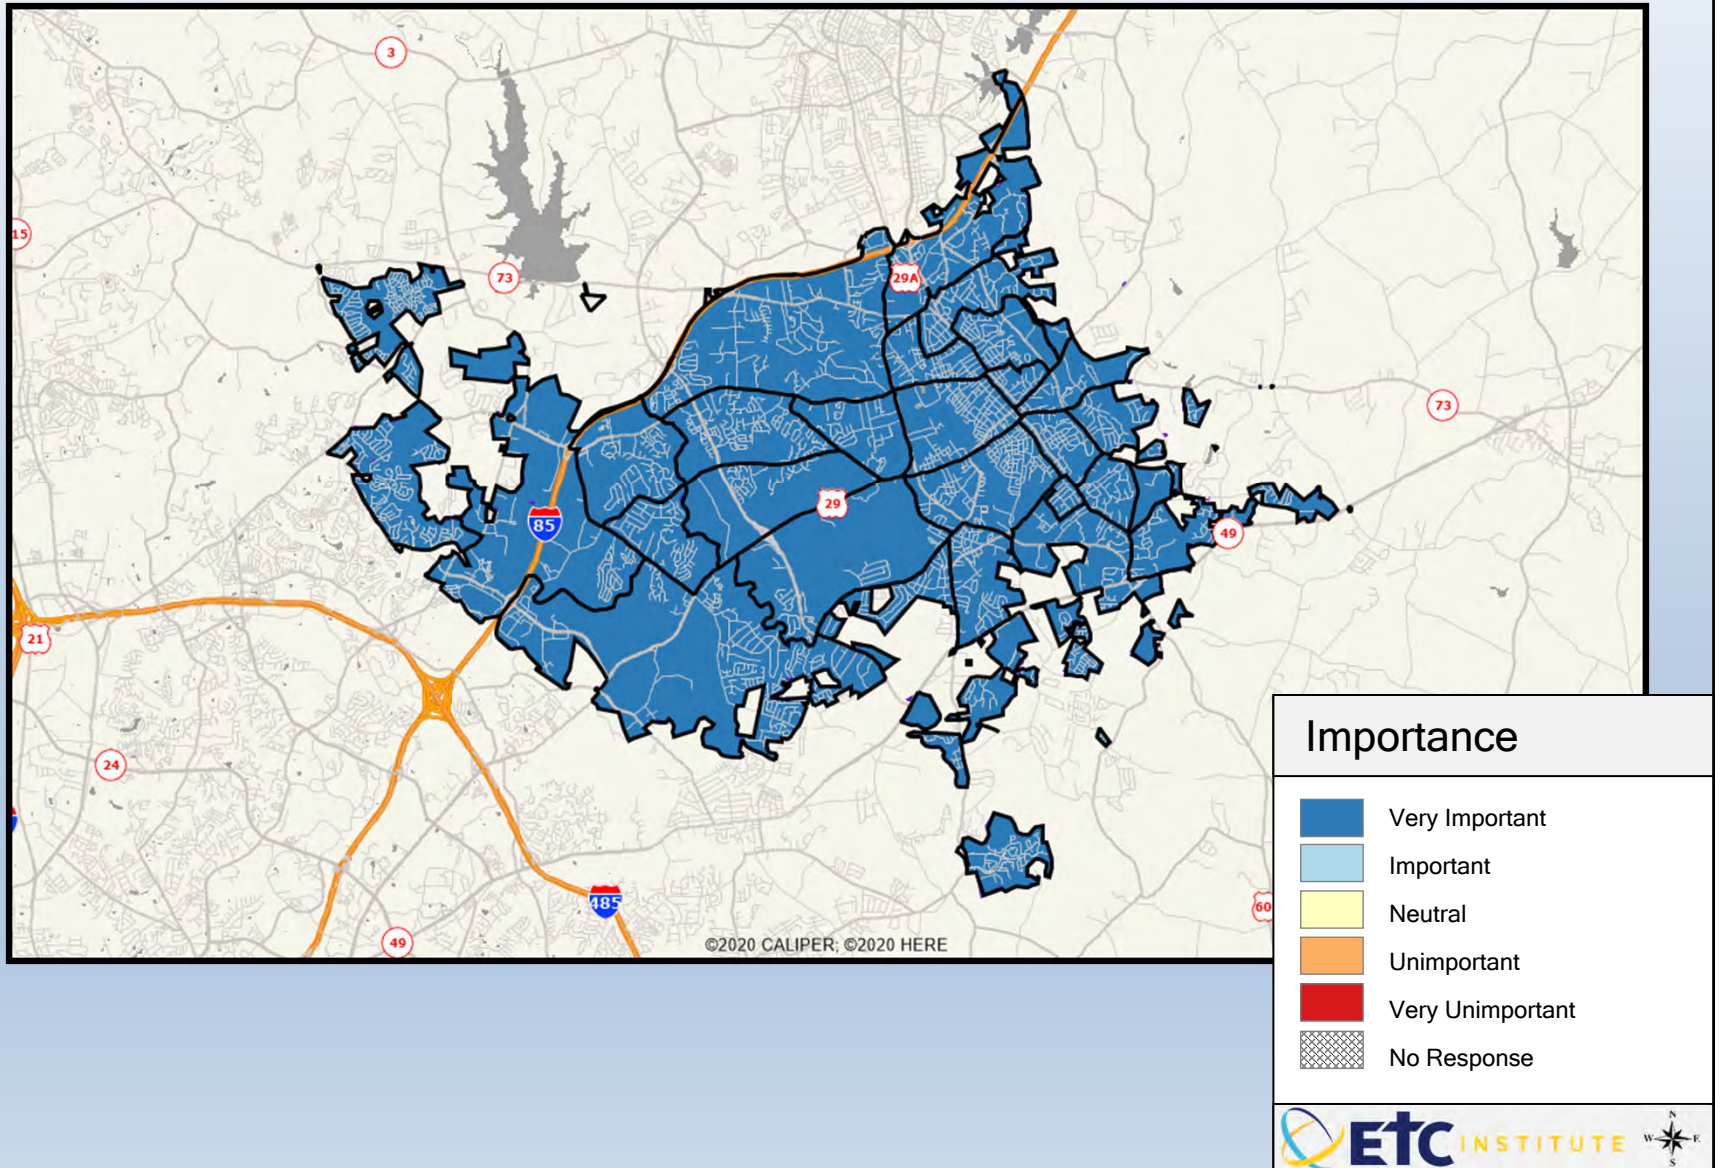 3
15
73
29A
73
29
85
49
21
24
485
60
49
©2020 CALIPER; ©2020 HERE
Importance
Very Important
Important
Neutral
Unimportant
Very Unimportant
No Response
ETC INSTITUTE
N
W E
S